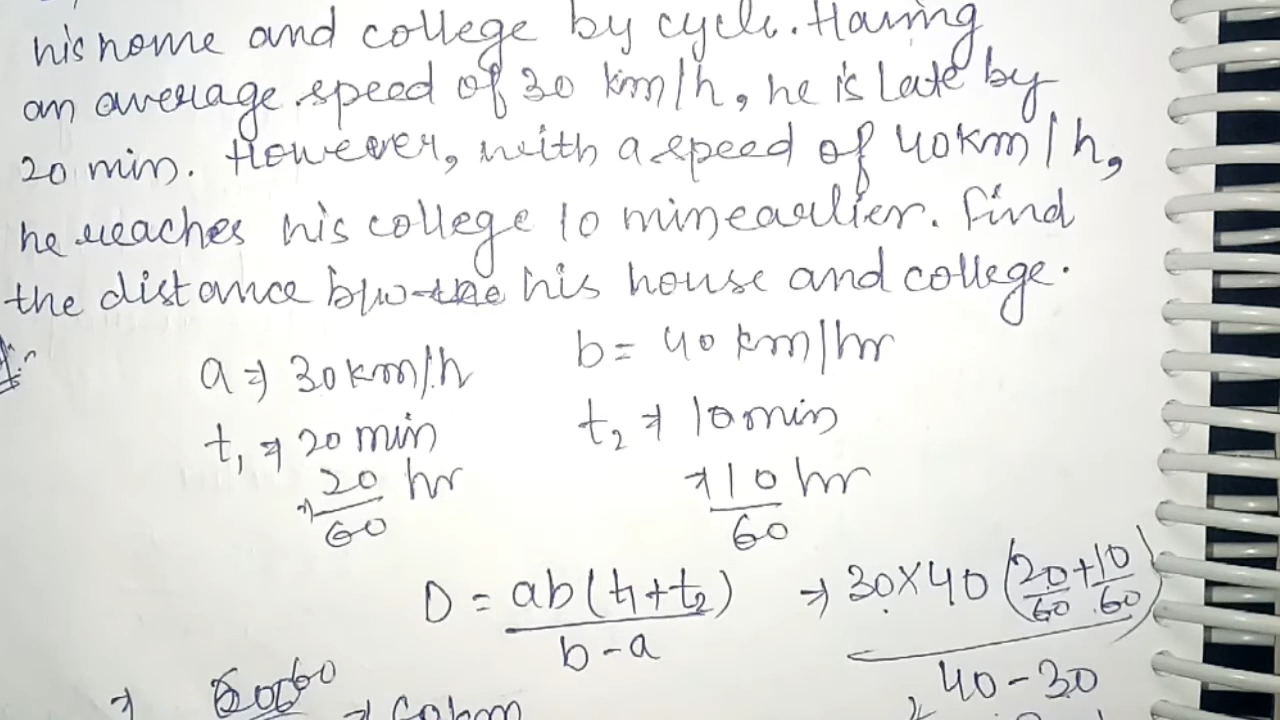 his home and college by cycle. Having
an average speed of 30 km/h, he is late by
20 min. However, with a speed of 40km/h,
he reaches his college 10 min earlier. find
the distance b/w the his house and college.
a ⇒ 30km/h b = 40 km/hr
t₁ ⇒ 20 min t₂ ⇒ 10 min
⇒ 20/60 hr ⇒ 10/60 hr
D = ab(t₁+t₂)/b-a ⇒ 30×40(20/60+10/60)/40-30
⇒ 60km